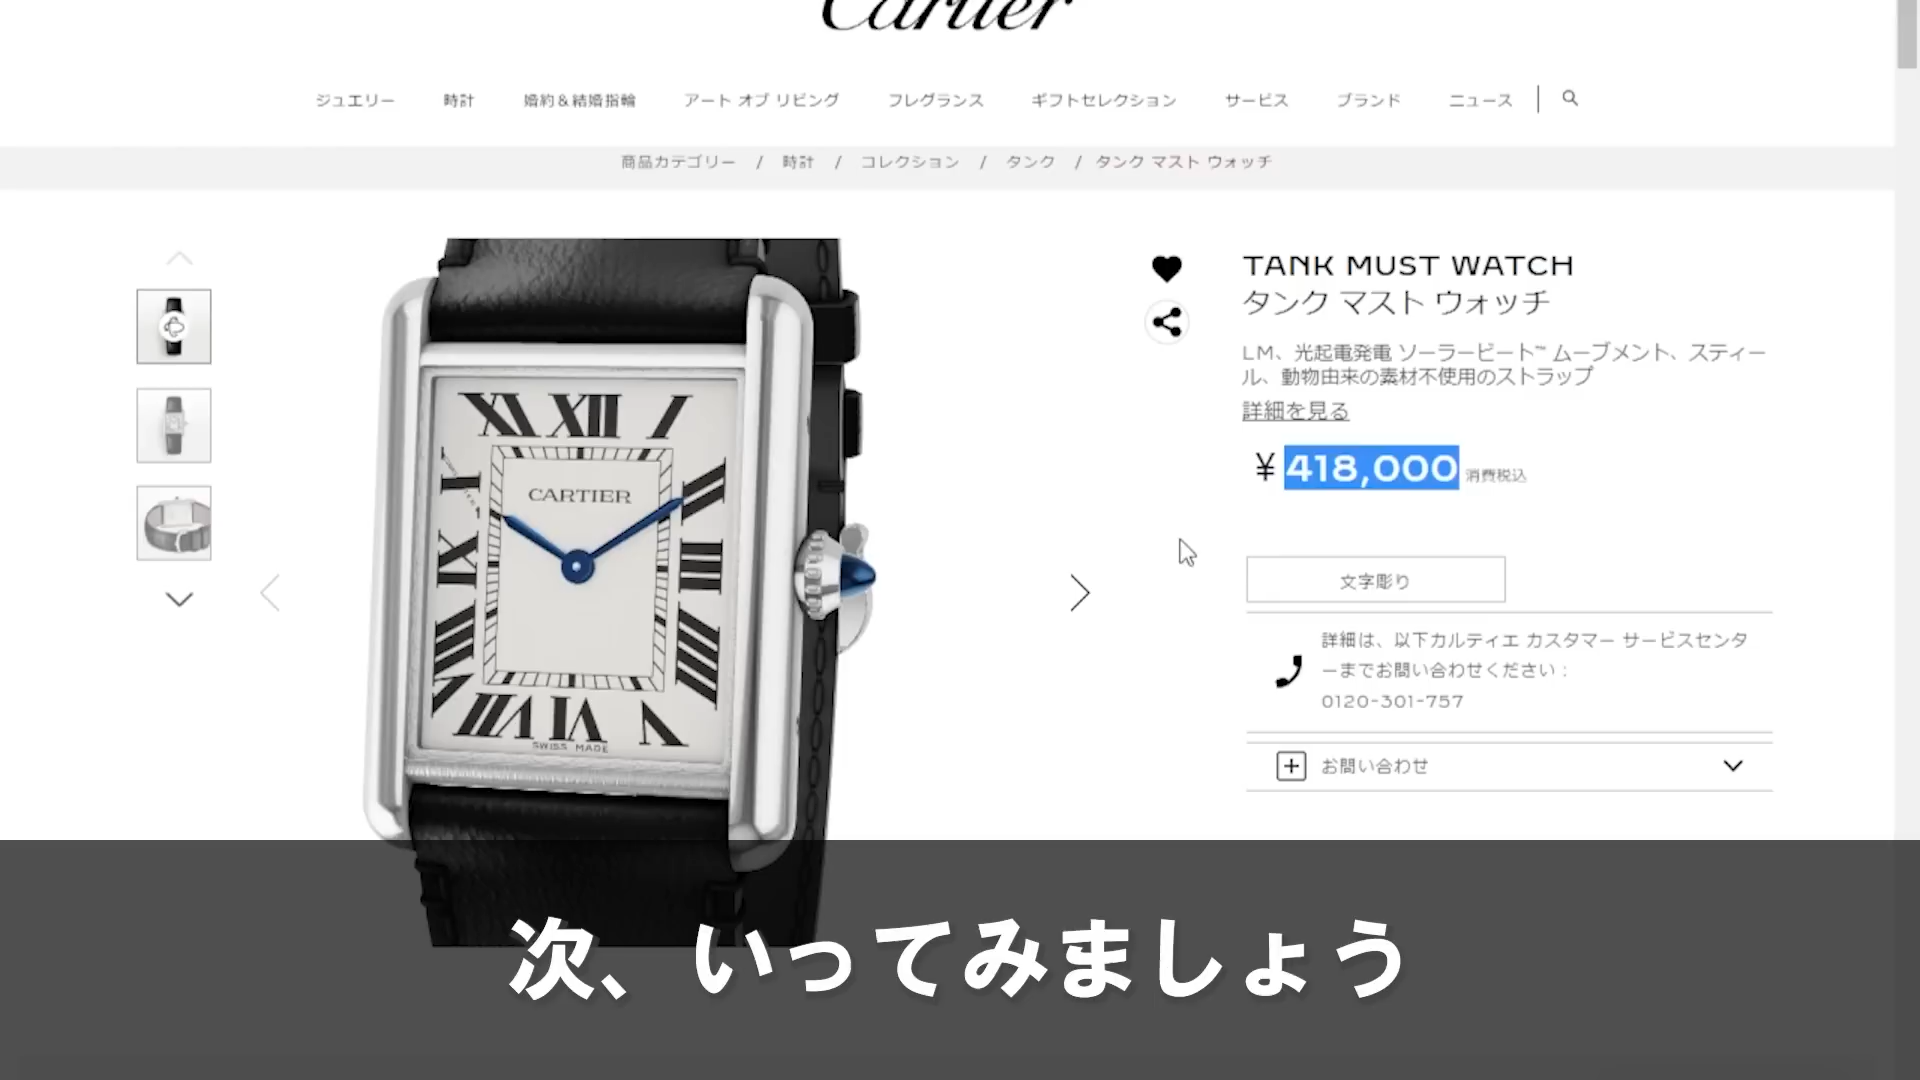 Cartier
ジュエリー 時計 婚約&結婚指輪 アート オブ リビング フレグランス ギフトセレクション サービス ブランド ニュース
商品カテゴリー / 時計 / コレクション / タンク / タンク マスト ウォッチ
TANK MUST WATCH
タンク マスト ウォッチ
LM、光起電発電 ソーラービート™ ムーブメント、スティー
ル、動物由来の素材不使用のストラップ
詳細を見る
¥ 418,000 消費税込
文字彫り
詳細は、以下カルティエ カスタマー サービスセンタ
ーまでお問い合わせください:
0120-301-757
お問い合わせ
XI XII I
CARTIER
SWISS MADE
次、いってみましょう